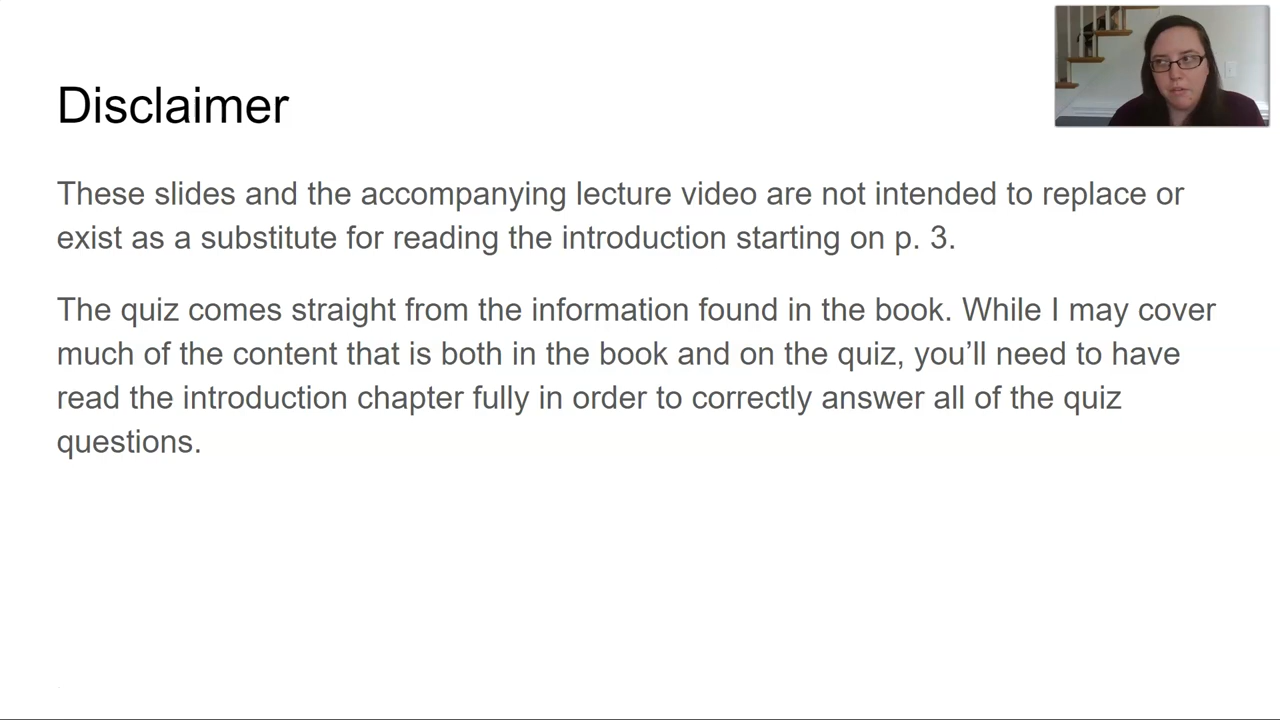 Disclaimer
These slides and the accompanying lecture video are not intended to replace or
exist as a substitute for reading the introduction starting on p. 3.
The quiz comes straight from the information found in the book. While I may cover
much of the content that is both in the book and on the quiz, you’ll need to have
read the introduction chapter fully in order to correctly answer all of the quiz
questions.